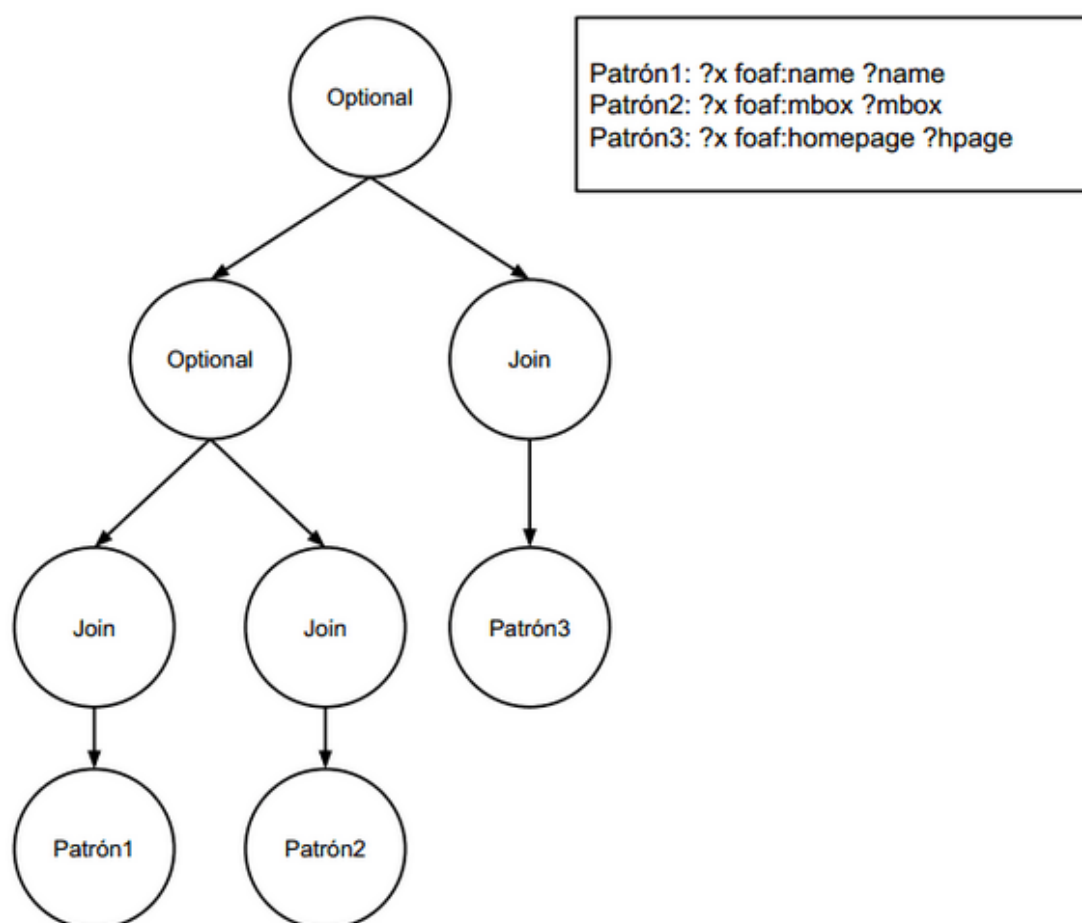 Optional
Patrón1: ?x foaf:name ?name
Patrón2: ?x foaf:mbox ?mbox
Patrón3: ?x foaf:homepage ?hpage
Optional
Join
Join
Join
Patrón3
Patrón1
Patrón2